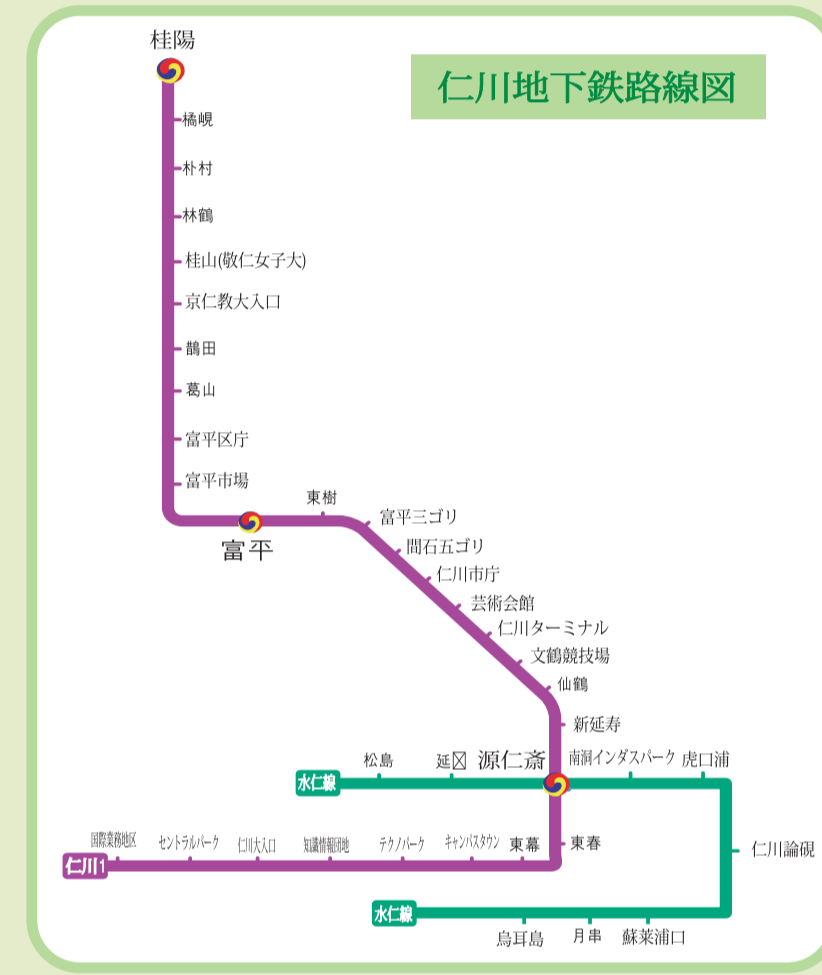 桂陽
仁川地下鉄路線図
橘峴
朴村
林鶴
桂山(敬仁女子大)
京仁教大入口
鵲田
葛山
富平区庁
富平市場
東樹
富平三ゴリ
富平
間石五ゴリ
仁川市庁
芸術会館
仁川ターミナル
文鶴競技場
仙鶴
新延寿
松島
延
源仁斎
南洞インダスパーク
虎口浦
水仁線
国際業務地区
セントラルパーク
仁川大入口
知識情報団地
テクノパーク
キャンパスタウン
東幕
東春
仁川論硯
仁川1
水仁線
烏耳島
月串
蘇莱浦口